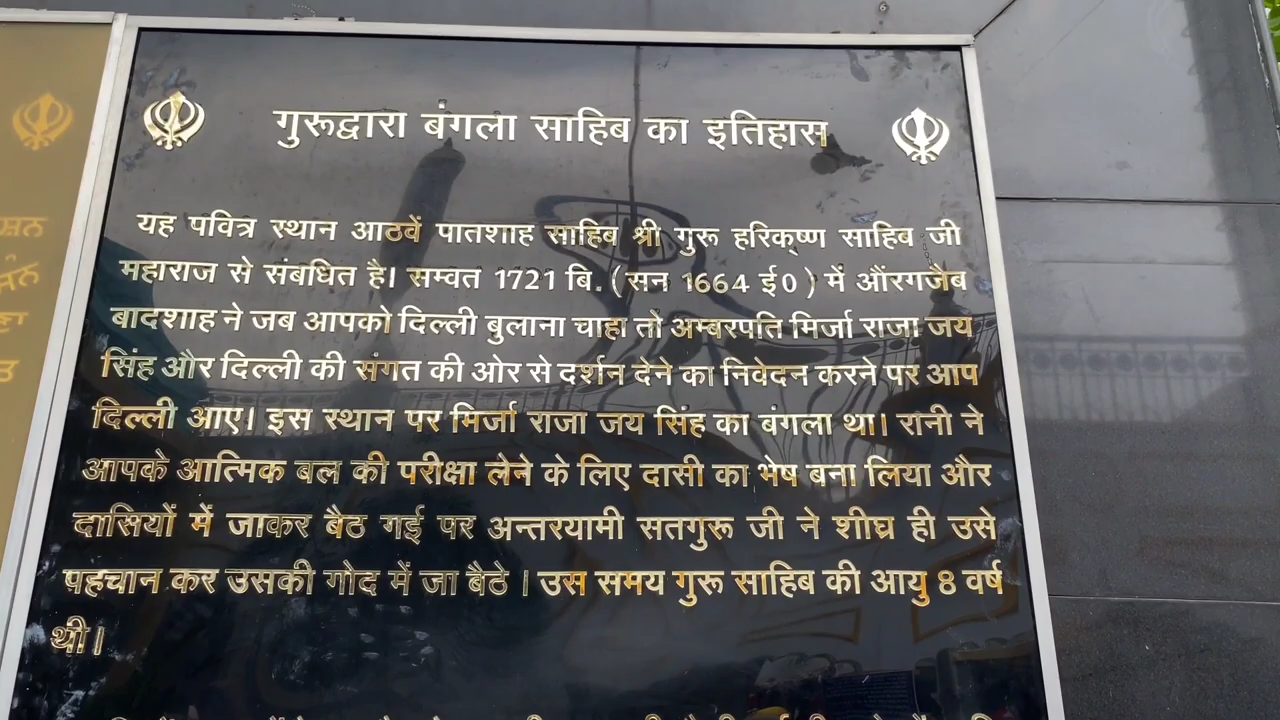 गुरूद्वारा बंगला साहिब का इतिहास
यह पवित्र स्थान आठवें पातशाह साहिब श्री गुरू हरिकृष्ण साहिब जी
महाराज से संबधित है। सम्वत 1721 बि. ( सन 1664 ई0 ) में औंरगजेब
बादशाह ने जब आपको दिल्ली बुलाना चाहा तो अम्बरपति मिर्जा राजा जय
सिंह और दिल्ली की संगत की ओर से दर्शन देने का निवेदन करने पर आप
दिल्ली आए। इस स्थान पर मिर्जा राजा जय सिंह का बंगला था। रानी ने
आपके आत्मिक बल की परीक्षा लेने के लिए दासी का भेष बना लिया और
दासियों में जाकर बैठ गई पर अन्तरयामी सतगुरू जी ने शीघ्र ही उसे
पहचान कर उसकी गोद में जा बैठे । उस समय गुरू साहिब की आयु 8 वर्ष
थी।